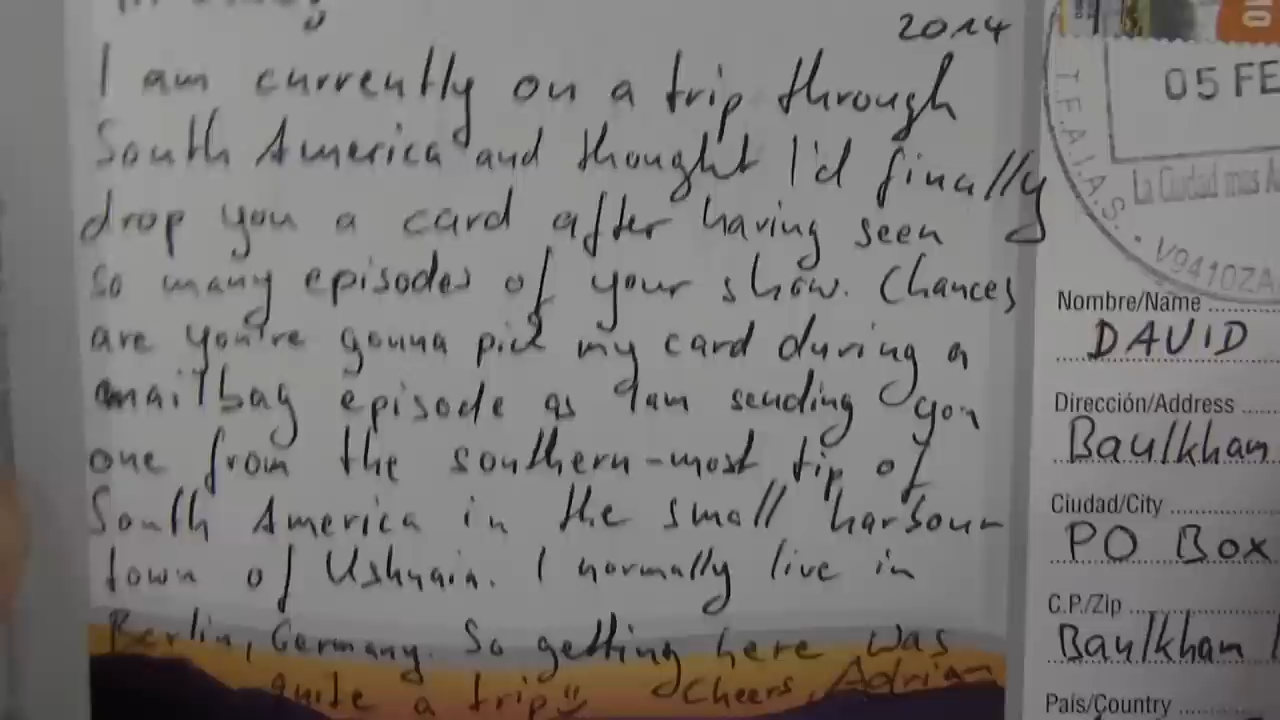 2014
I am currently on a trip through
South America and thought I'd finally
drop you a card after having seen
so many episodes of your show. Chances
are you're gonna pick my card during a
mailbag episode as I am sending you
one from the southern-most tip of
South America in the small harbour
town of Ushuaia. I normally live in
Berlin, Germany. So getting here was
quite a trip
Cheers, Adrian
10
05 FE
T.F.A.I.A.S. • V9410ZA
La Ciudad mas A
Nombre/Name
DAVID
Dirección/Address
Baulkham
Ciudad/City
PO Box
C.P./Zip
Baulkham
País/Country